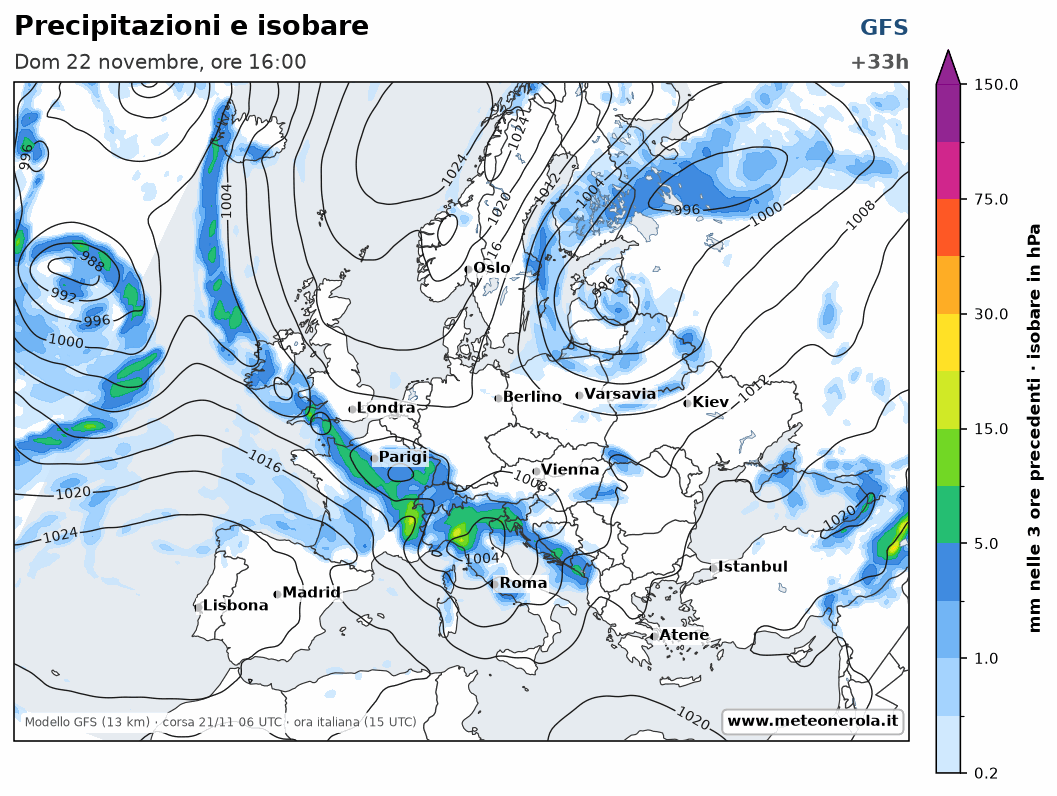 Precipitazioni e isobare
GFS
Dom 22 novembre, ore 16:00
+33h
150.0
75.0
30.0
15.0
5.0
1.0
0.2
mm nelle 3 ore precedenti · isobare in hPa
996
1004
1024
1024
1020
1012
1004
16
996
1000
1008
988
992
996
1000
996
Oslo
Berlino
Varsavia
Kiev
1012
Londra
Parigi
Vienna
1008
1016
1020
1024
1020
1004
Roma
Istanbul
Madrid
Lisbona
Atene
1020
Modello GFS (13 km) · corsa 21/11 06 UTC · ora italiana (15 UTC)
www.meteonerola.it